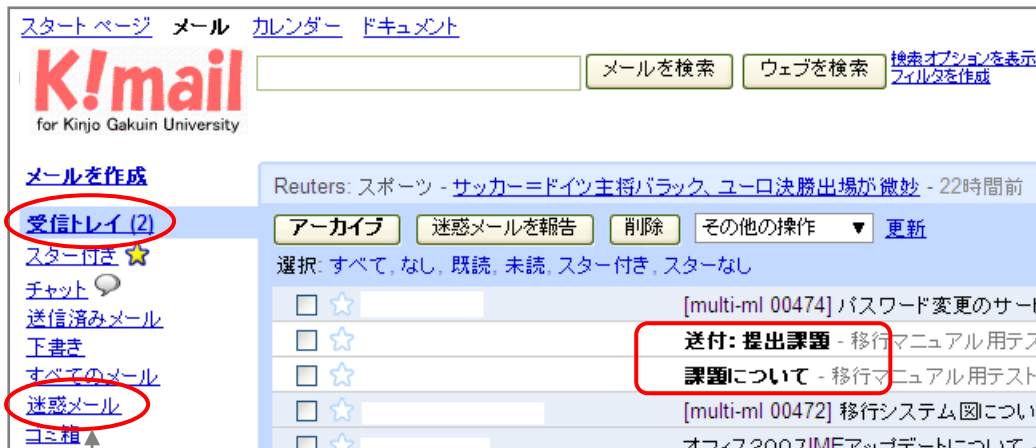 スタート ページ メール カレンダー ドキュメント
K!mail
for Kinjo Gakuin University
メールを検索 ウェブを検索 検索オプションを表示
フィルタを作成
メールを作成
Reuters: スポーツ - サッカー=ドイツ主将バラック、ユーロ決勝出場が微妙 - 22時間前
受信トレイ (2)
アーカイブ 迷惑メールを報告 削除 その他の操作 ▼ 更新
スター付き
選択: すべて, なし, 既読, 未読, スター付き, スターなし
チャット
[multi-ml 00474] パスワード変更のサー
送信済みメール
送付: 提出課題 - 移行マニュアル用テス
下書き
すべてのメール
課題について - 移行マニュアル用テスト
迷惑メール
[multi-ml 00472] 移行システム図につい
ゴミ箱
オフィス2007IMEアップデートについて